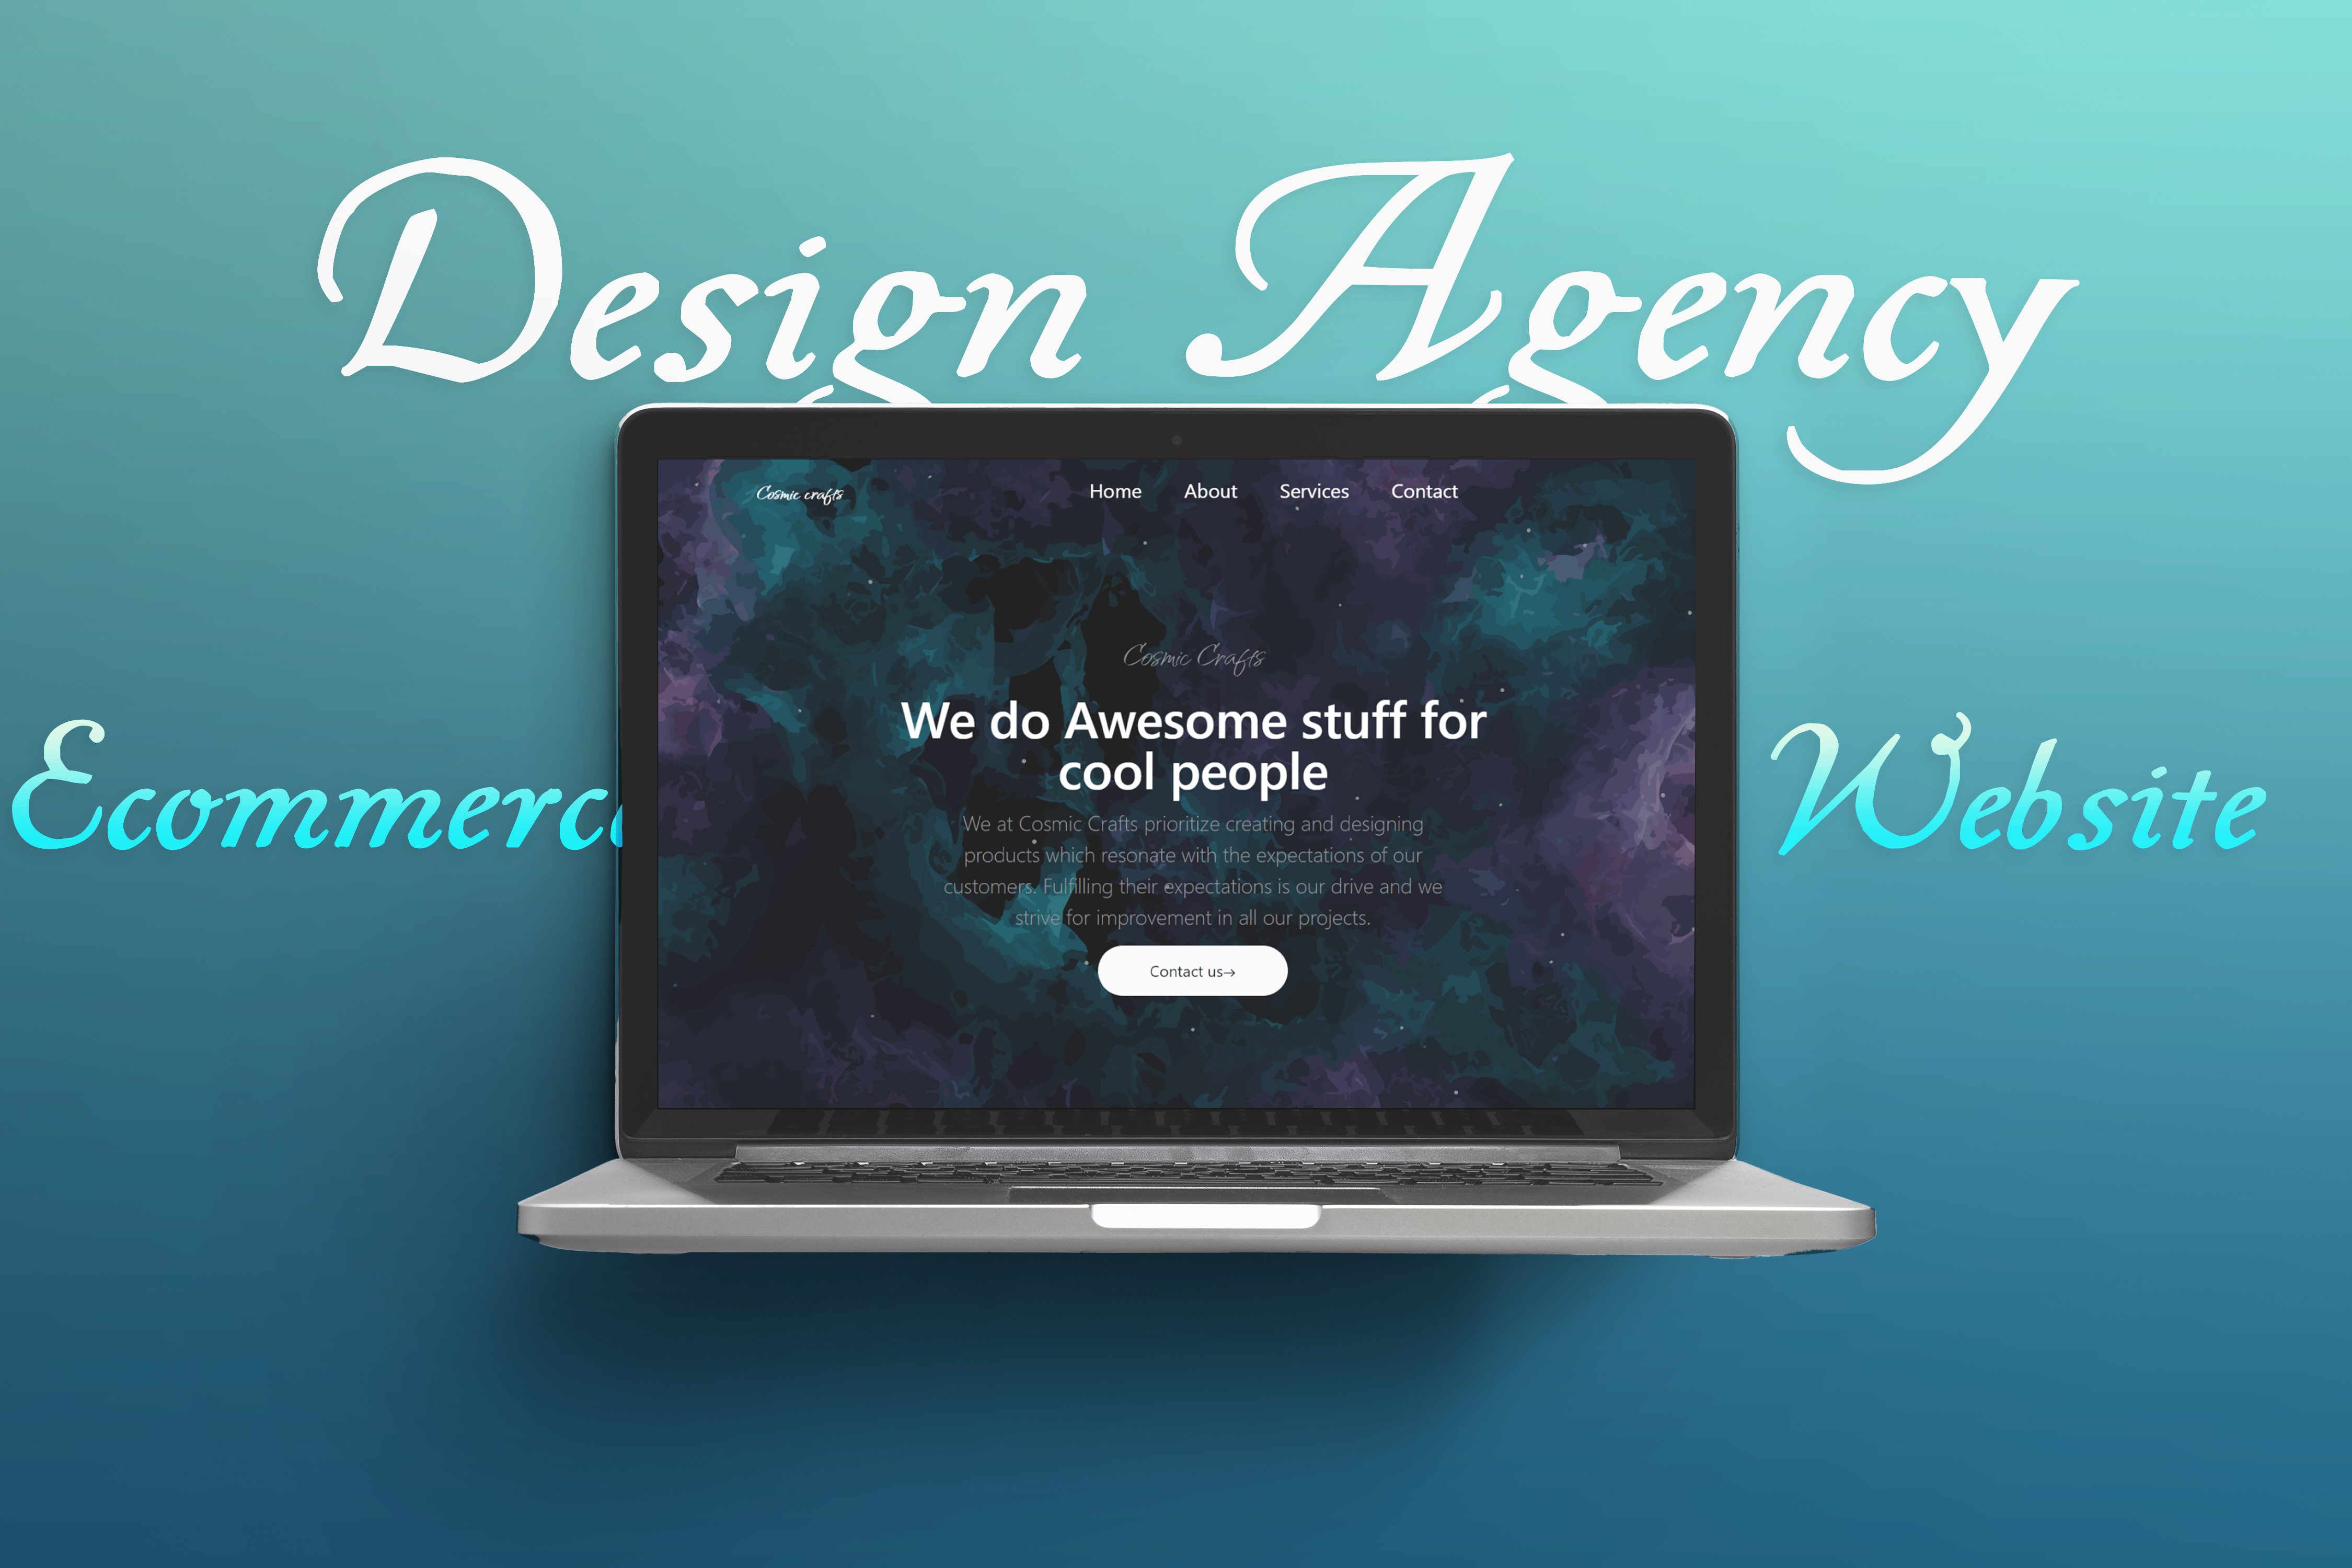 Design Agency
Ecommerce
Website
Cosmic crafts
Home About Services Contact
Cosmic Crafts
We do Awesome stuff for
cool people
We at Cosmic Crafts prioritize creating and designing
products which resonate with the expectations of our
customers. Fulfilling their expectations is our drive and we
strive for improvement in all our projects.
Contact us→